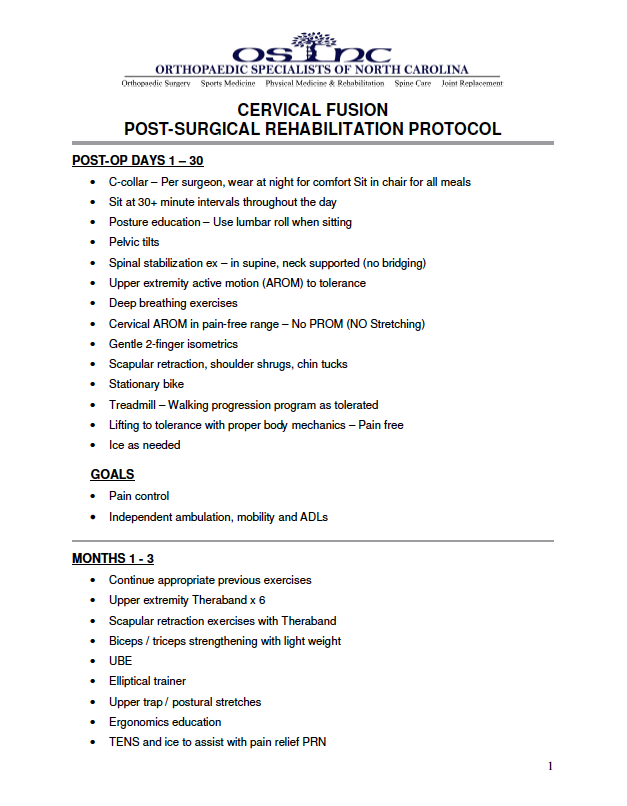 OSINC
ORTHOPAEDIC SPECIALISTS OF NORTH CAROLINA
Orthopaedic Surgery Sports Medicine Physical Medicine & Rehabilitation Spine Care Joint Replacement
CERVICAL FUSION
POST-SURGICAL REHABILITATION PROTOCOL
POST-OP DAYS 1 – 30
• C-collar – Per surgeon, wear at night for comfort Sit in chair for all meals
• Sit at 30+ minute intervals throughout the day
• Posture education – Use lumbar roll when sitting
• Pelvic tilts
• Spinal stabilization ex – in supine, neck supported (no bridging)
• Upper extremity active motion (AROM) to tolerance
• Deep breathing exercises
• Cervical AROM in pain-free range – No PROM (NO Stretching)
• Gentle 2-finger isometrics
• Scapular retraction, shoulder shrugs, chin tucks
• Stationary bike
• Treadmill – Walking progression program as tolerated
• Lifting to tolerance with proper body mechanics – Pain free
• Ice as needed
GOALS
• Pain control
• Independent ambulation, mobility and ADLs
MONTHS 1 - 3
• Continue appropriate previous exercises
• Upper extremity Theraband x 6
• Scapular retraction exercises with Theraband
• Biceps / triceps strengthening with light weight
• UBE
• Elliptical trainer
• Upper trap / postural stretches
• Ergonomics education
• TENS and ice to assist with pain relief PRN
1